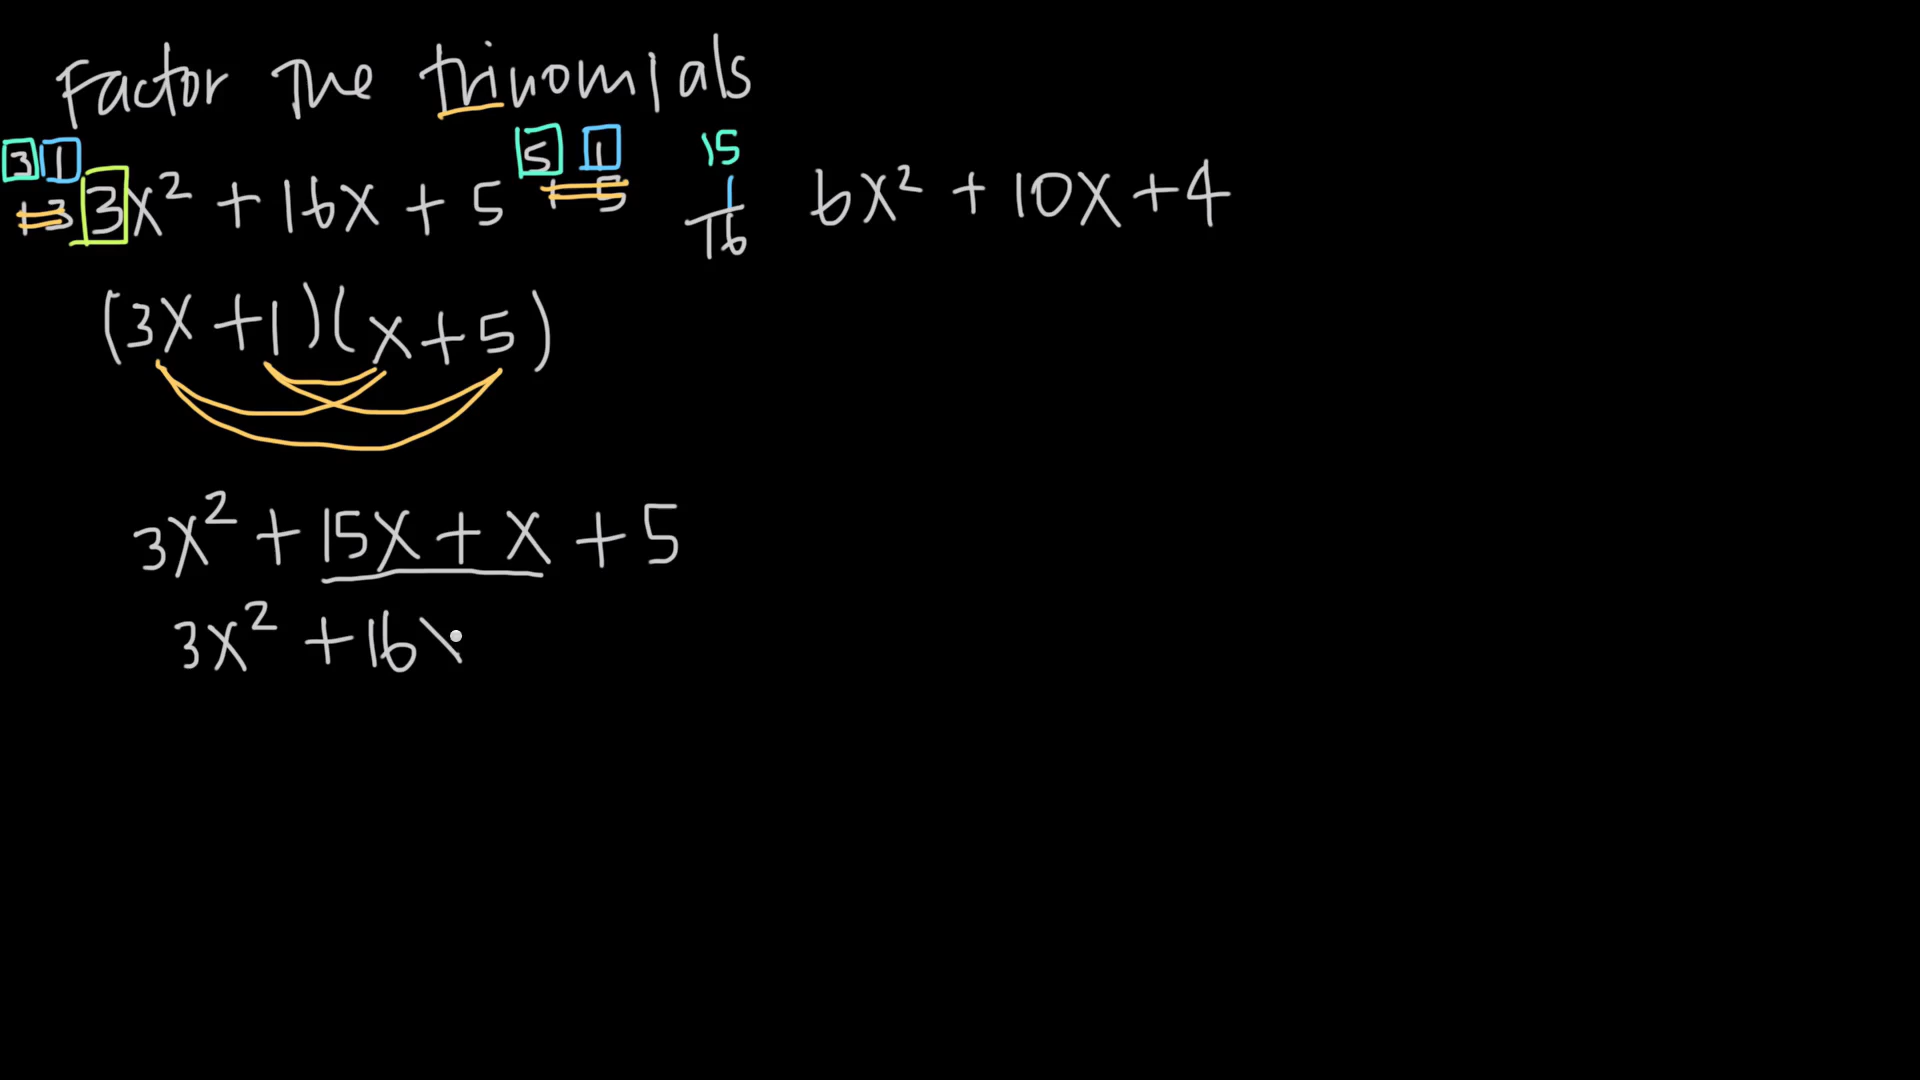 Factor The trinomials
3 1 5 1 15
1 3 3x² + 16x + 5 1 5 1 6x² + 10x + 4
16
(3x + 1)(x + 5)
3x² + 15x + x + 5
3x² + 16x